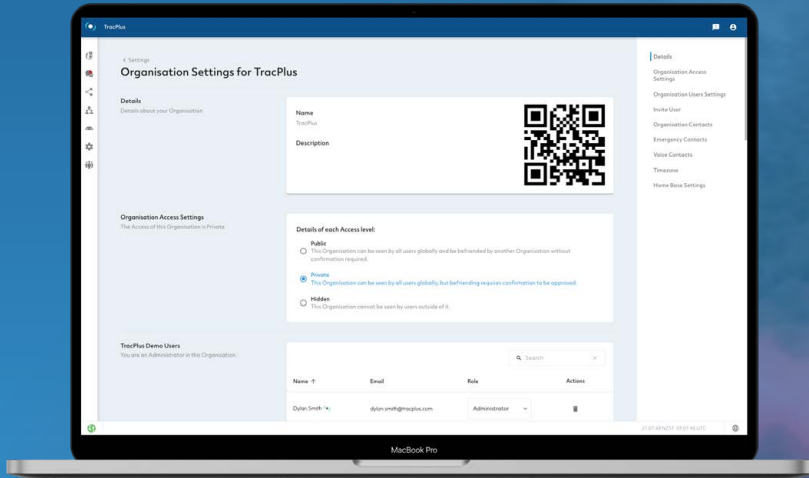 TracPlus
Settings
Organisation Settings for TracPlus
Details
Details about your Organisation
Name
TracPlus
Description
Organisation Access Settings
The Access of this Organisation is Private
Details of each Access level:
Public
This Organisation can be seen by all users globally and be befriended by another Organisation without
confirmation required.
Private
This Organisation can be seen by all users globally, but befriending requires confirmation to be approved.
Hidden
This Organisation cannot be seen by users outside of it.
TracPlus Demo Users
You are an Administrator in this Organisation.
Search
Name ↑ Email Role Actions
Dylan Smith dylan.smith@tracplus.com Administrator
Details
Organisation Access
Settings
Organisation Users Settings
Invite User
Organisation Contacts
Emergency Contacts
Voice Contacts
Timezone
Home Base Settings
MacBook Pro